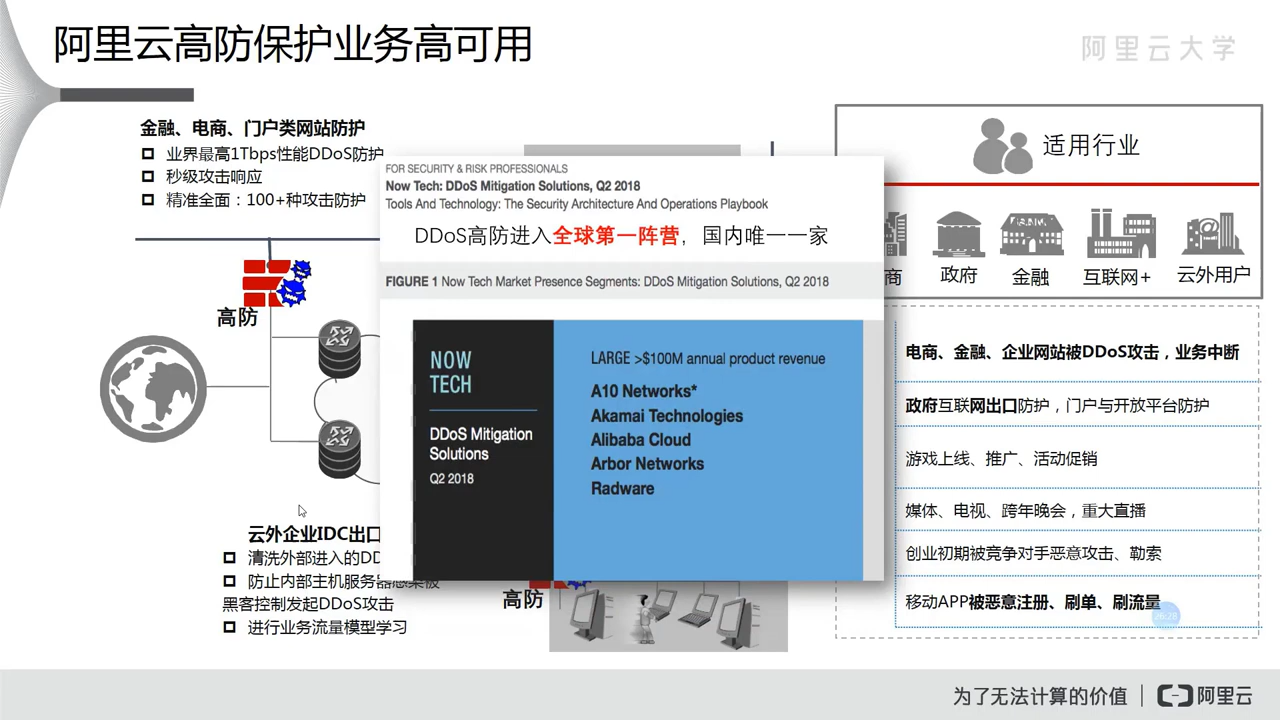 阿里云高防保护业务高可用
阿里云大学
金融、电商、门户类网站防护
业界最高1Tbps性能DDoS防护
秒级攻击响应
精准全面：100+种攻击防护
高防
云外企业IDC出口
清洗外部进入的DD
防止内部主机服务器感染被
黑客控制发起DDoS攻击
进行业务流量模型学习
高防
FOR SECURITY & RISK PROFESSIONALS
Now Tech: DDoS Mitigation Solutions, Q2 2018
Tools And Technology: The Security Architecture And Operations Playbook
DDoS高防进入全球第一阵营，国内唯一一家
FIGURE 1 Now Tech Market Presence Segments: DDoS Mitigation Solutions, Q2 2018
NOW
TECH
DDoS Mitigation
Solutions
Q2 2018
LARGE >$100M annual product revenue
A10 Networks*
Akamai Technologies
Alibaba Cloud
Arbor Networks
Radware
适用行业
商 政府 金融 互联网+ 云外用户
电商、金融、企业网站被DDoS攻击，业务中断
政府互联网出口防护，门户与开放平台防护
游戏上线、推广、活动促销
媒体、电视、跨年晚会，重大直播
创业初期被竞争对手恶意攻击、勒索
移动APP被恶意注册、刷单、刷流量
26:28
为了无法计算的价值 | 阿里云